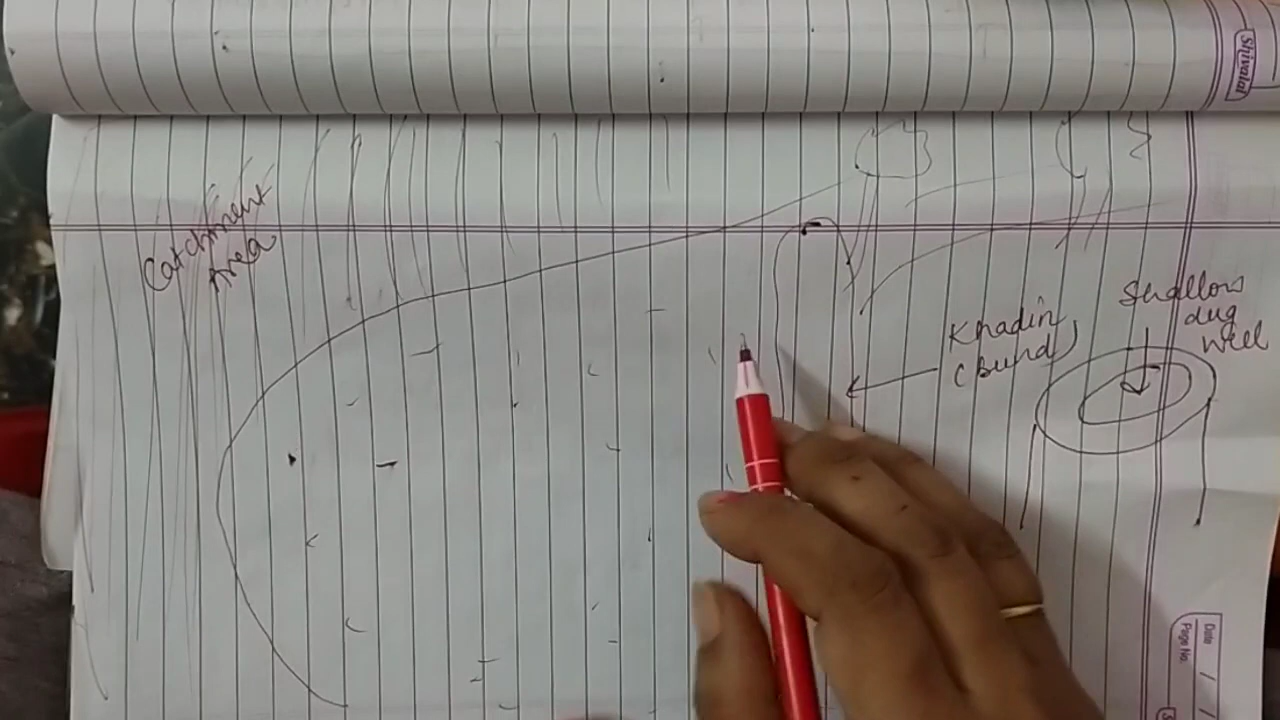 Catchment
Area
Khadin
(Bund)
Shallow
dug
well
Shivalal
Date
Page No.